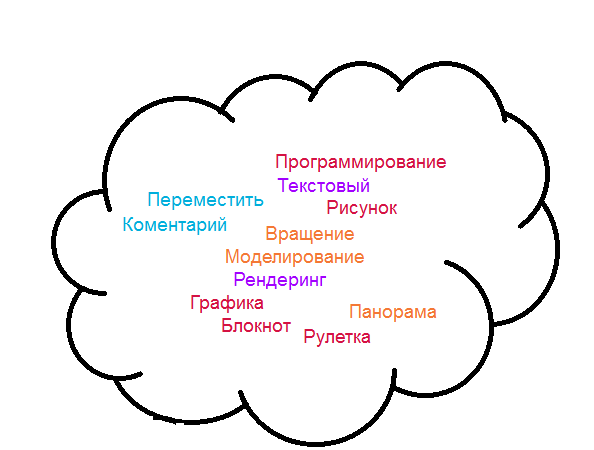 Программирование
Текстовый
Переместить
Рисунок
Коментарий
Вращение
Моделирование
Рендеринг
Графика
Панорама
Блокнот
Рулетка